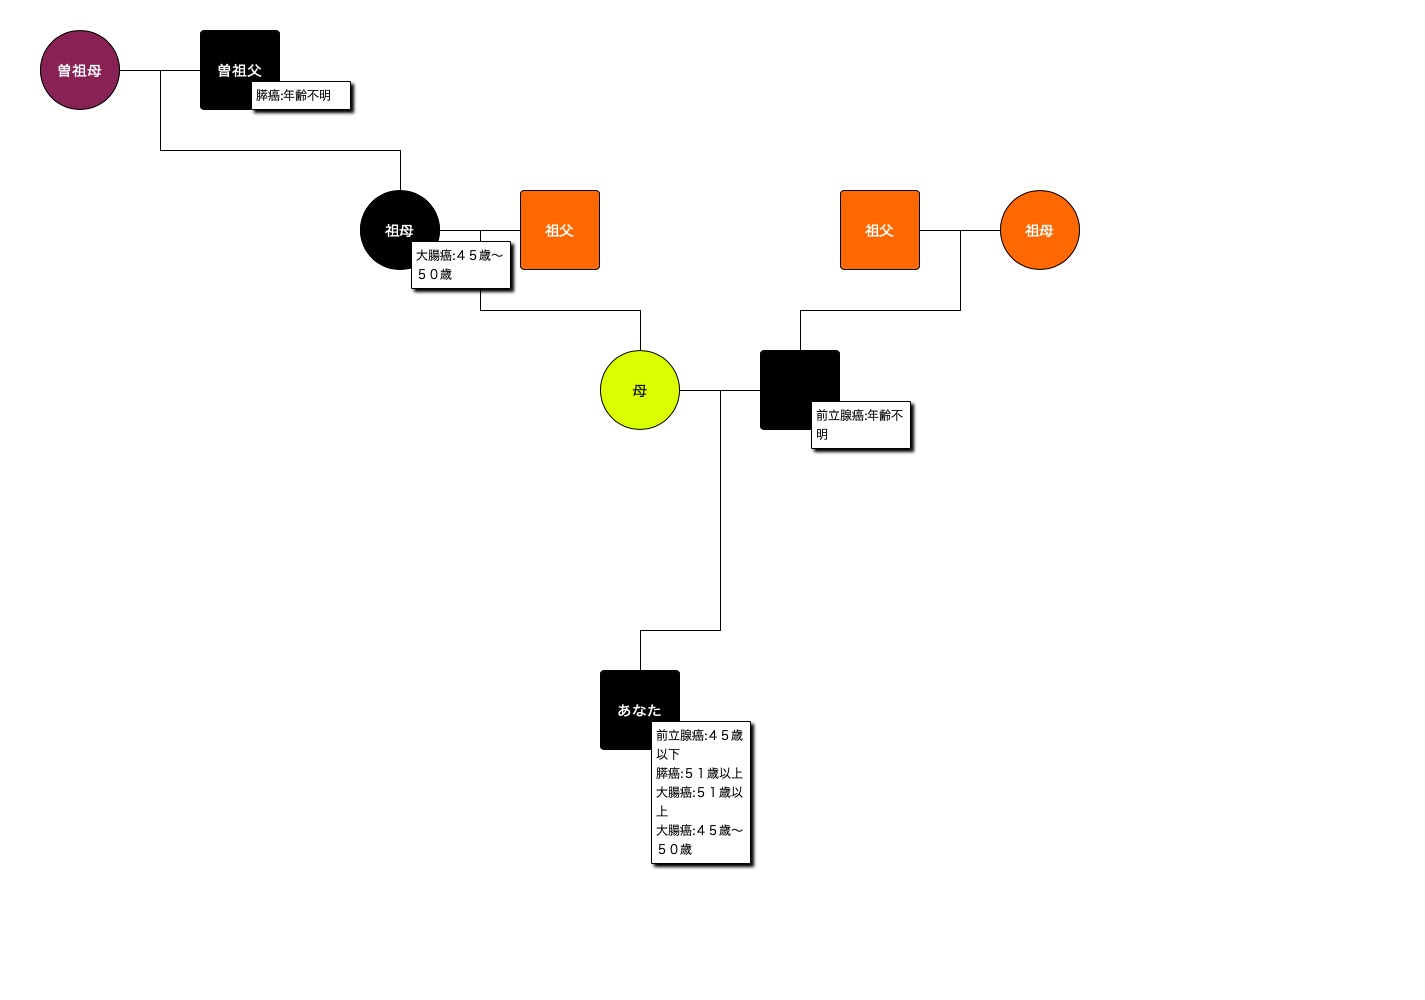 曽祖母
曽祖父
膵癌:年齢不明
祖母
祖父
祖父
祖母
大腸癌:４５歳〜
５０歳
母
前立腺癌:年齢不
明
あなた
前立腺癌:４５歳
以下
膵癌:５１歳以上
大腸癌:５１歳以
上
大腸癌:４５歳〜
５０歳